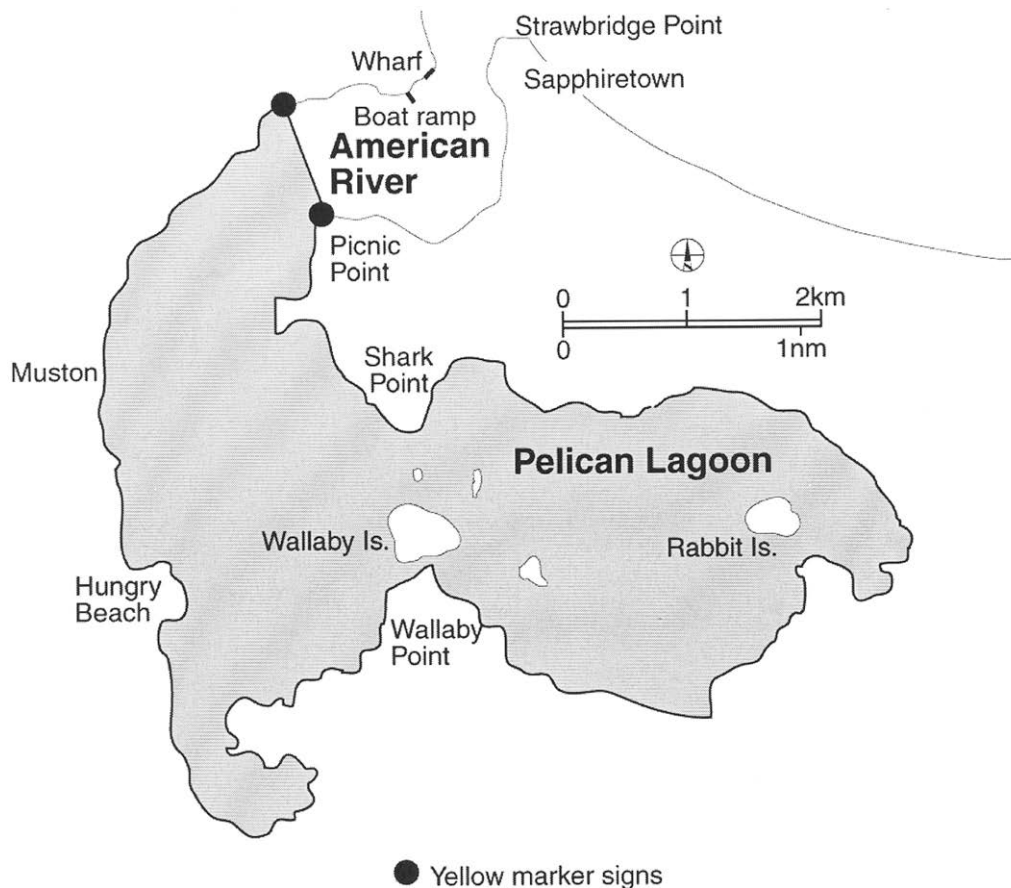 Strawbridge Point
Wharf
Sapphiretown
Boat ramp
American
River
Picnic
Point
N
0 1 2km
0 1nm
Shark
Point
Muston
Pelican Lagoon
Wallaby Is.
Rabbit Is.
Hungry
Beach
Wallaby
Point
Yellow marker signs